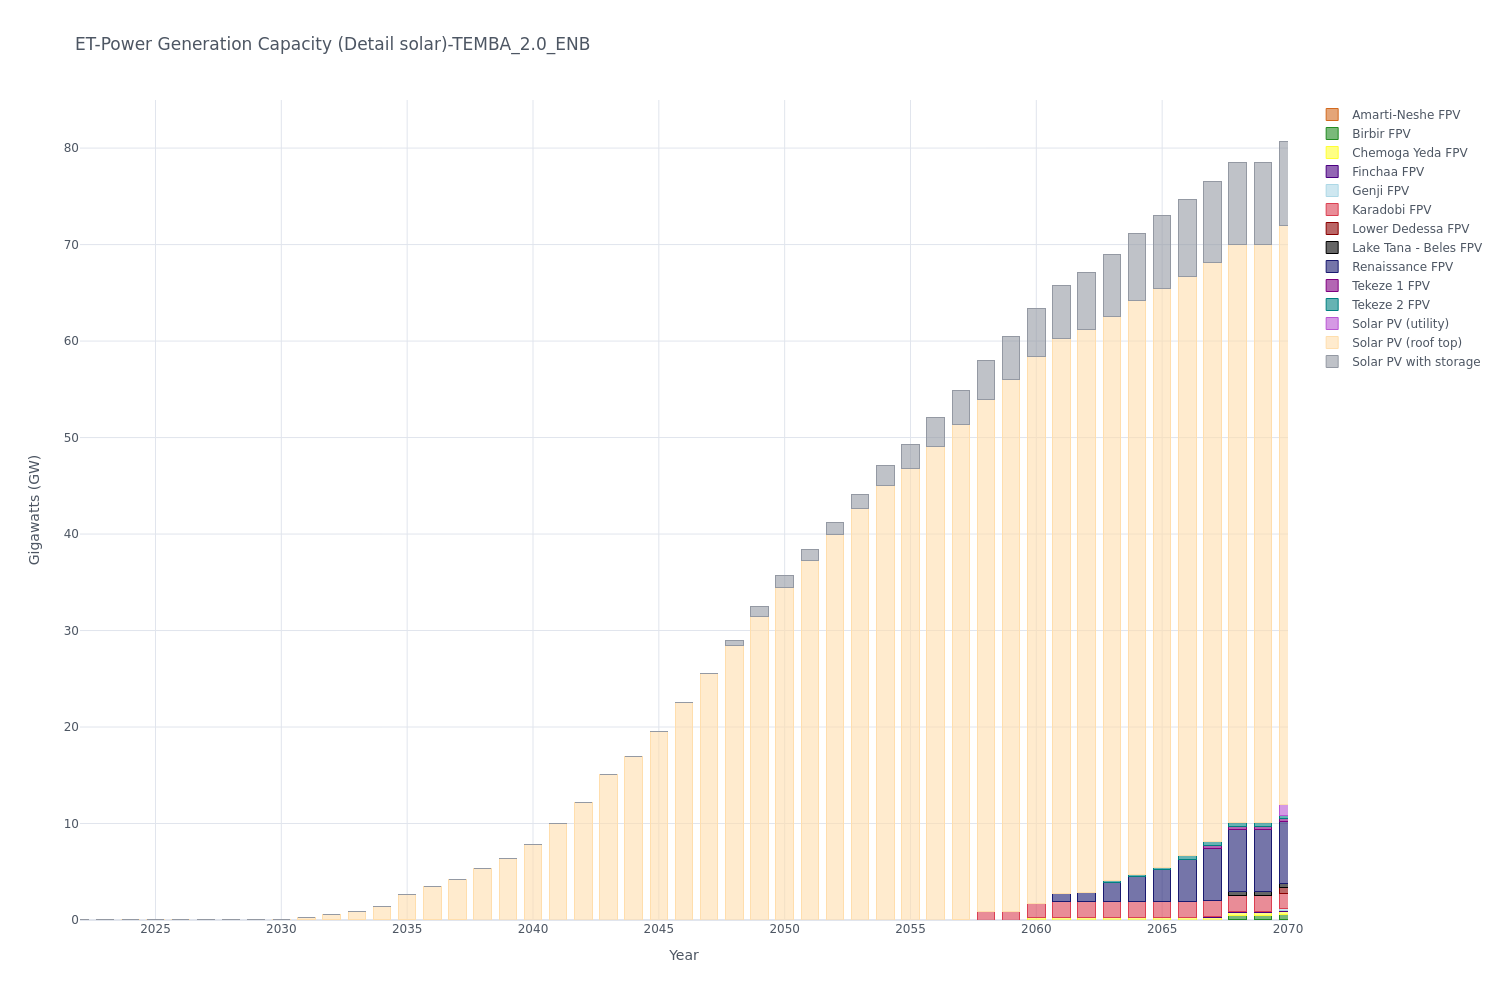 ET-Power Generation Capacity (Detail solar)-TEMBA_2.0_ENB
Amarti-Neshe FPV
Birbir FPV
Chemoga Yeda FPV
Finchaa FPV
Genji FPV
Karadobi FPV
Lower Dedessa FPV
Lake Tana - Beles FPV
Renaissance FPV
Tekeze 1 FPV
Tekeze 2 FPV
Solar PV (utility)
Solar PV (roof top)
Solar PV with storage
Gigawatts (GW)
80
70
60
50
40
30
20
10
0
2025 2030 2035 2040 2045 2050 2055 2060 2065 2070
Year